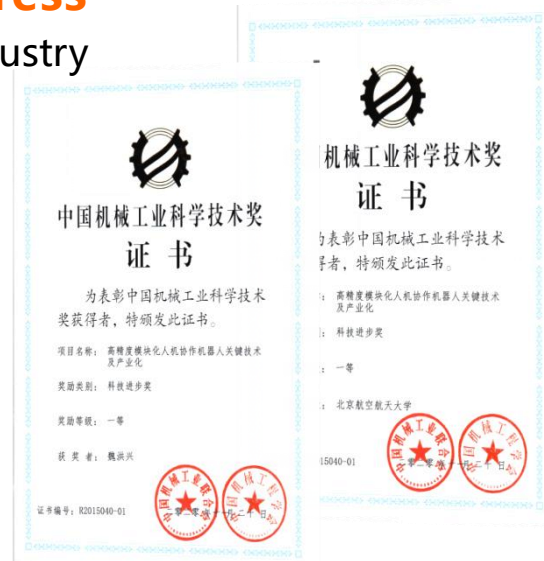 ress
ustry
中国机械工业科学技术奖
证 书
为表彰中国机械工业科学技术
奖获得者，特颁发此证书。
项目名称： 高精度模块化人机协作机器人关键技术
及产业化
奖励类别： 科技进步奖
奖励等级： 一等
获 奖 者： 魏洪兴
证书编号：R2015040-01
机械工业科学技术奖
证 书
为表彰中国机械工业科学技术
得者，特颁发此证书。
： 高精度模块化人机协作机器人关键技术
及产业化
： 科技进步奖
： 一等
： 北京航空航天大学
15040-01